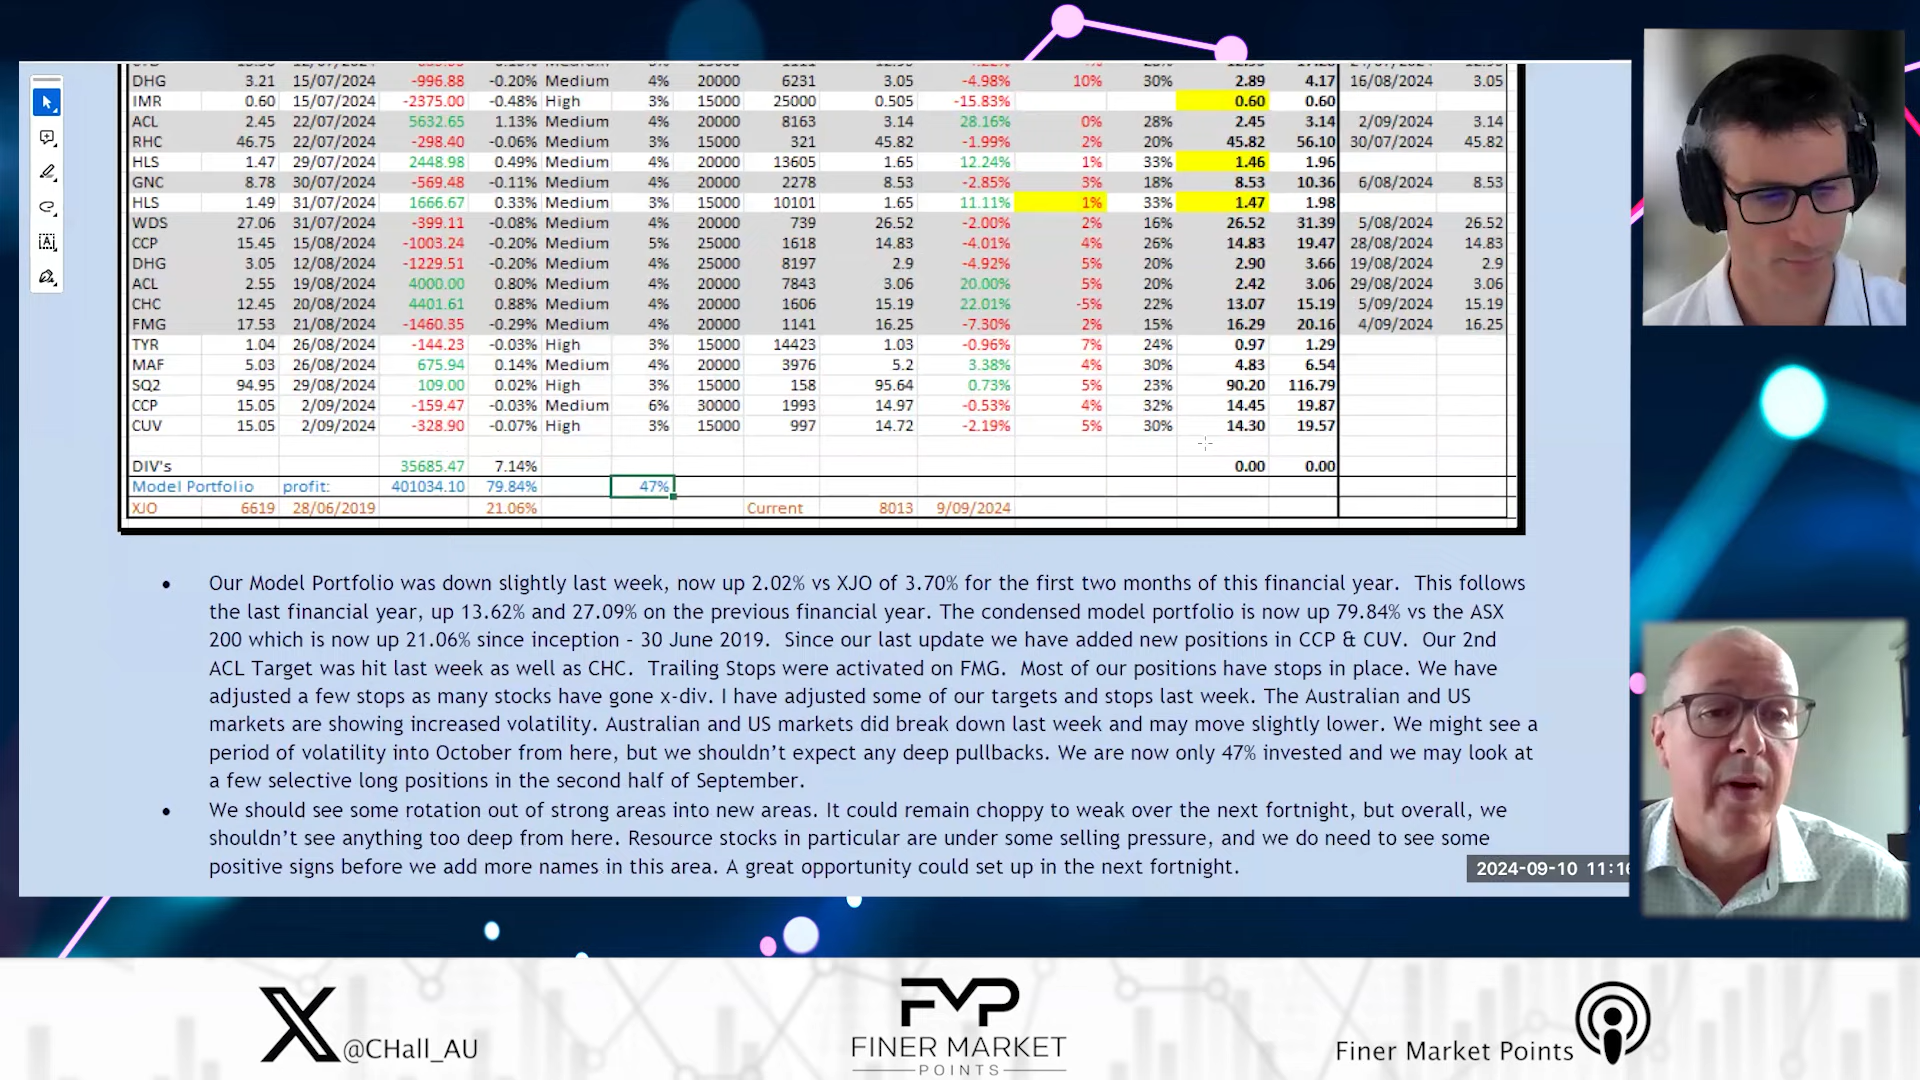 DHG 3.21 15/07/2024 -996.88 -0.20% Medium 4% 20000 6231 3.05 -4.98% 10% 30% 2.89 4.17 16/08/2024 3.05
IMR 0.60 15/07/2024 -2375.00 -0.48% High 3% 15000 25000 0.505 -15.83% 0.60 0.60
ACL 2.45 22/07/2024 5632.65 1.13% Medium 4% 20000 8163 3.14 28.16% 0% 28% 2.45 3.14 2/09/2024 3.14
RHC 46.75 22/07/2024 -298.40 -0.06% Medium 3% 15000 321 45.82 -1.99% 2% 20% 45.82 56.10 30/07/2024 45.82
HLS 1.47 29/07/2024 2448.98 0.49% Medium 4% 20000 13605 1.65 12.24% 1% 33% 1.46 1.96
GNC 8.78 30/07/2024 -569.48 -0.11% Medium 4% 20000 2278 8.53 -2.85% 3% 18% 8.53 10.36 6/08/2024 8.53
HLS 1.49 31/07/2024 1666.67 0.33% Medium 3% 15000 10101 1.65 11.11% 1% 33% 1.47 1.98
WDS 27.06 31/07/2024 -399.11 -0.08% Medium 4% 20000 739 26.52 -2.00% 2% 16% 26.52 31.39 5/08/2024 26.52
CCP 15.45 15/08/2024 -1003.24 -0.20% Medium 5% 25000 1618 14.83 -4.01% 4% 26% 14.83 19.47 28/08/2024 14.83
DHG 3.05 12/08/2024 -1229.51 -0.20% Medium 4% 25000 8197 2.9 -4.92% 5% 20% 2.90 3.66 19/08/2024 2.9
ACL 2.55 19/08/2024 4000.00 0.80% Medium 4% 20000 7843 3.06 20.00% 5% 20% 2.42 3.06 29/08/2024 3.06
CHC 12.45 20/08/2024 4401.61 0.88% Medium 4% 20000 1606 15.19 22.01% -5% 22% 13.07 15.19 5/09/2024 15.19
FMG 17.53 21/08/2024 -1460.35 -0.29% Medium 4% 20000 1141 16.25 -7.30% 2% 15% 16.29 20.16 4/09/2024 16.25
TYR 1.04 26/08/2024 -144.23 -0.03% High 3% 15000 14423 1.03 -0.96% 7% 24% 0.97 1.29
MAF 5.03 26/08/2024 675.94 0.14% Medium 4% 20000 3976 5.2 3.38% 4% 30% 4.83 6.54
SQ2 94.95 29/08/2024 109.00 0.02% High 3% 15000 158 95.64 0.73% 5% 23% 90.20 116.79
CCP 15.05 2/09/2024 -159.47 -0.03% Medium 6% 30000 1993 14.97 -0.53% 4% 32% 14.45 19.87
CUV 15.05 2/09/2024 -328.90 -0.07% High 3% 15000 997 14.72 -2.19% 5% 30% 14.30 19.57
DIV's 35685.47 7.14% 0.00 0.00
Model Portfolio profit: 401034.10 79.84% 47%
XJO 6619 28/06/2019 21.06% Current 8013 9/09/2024
• Our Model Portfolio was down slightly last week, now up 2.02% vs XJO of 3.70% for the first two months of this financial year. This follows
the last financial year, up 13.62% and 27.09% on the previous financial year. The condensed model portfolio is now up 79.84% vs the ASX
200 which is now up 21.06% since inception – 30 June 2019. Since our last update we have added new positions in CCP & CUV. Our 2nd
ACL Target was hit last week as well as CHC. Trailing Stops were activated on FMG. Most of our positions have stops in place. We have
adjusted a few stops as many stocks have gone x-div. I have adjusted some of our targets and stops last week. The Australian and US
markets are showing increased volatility. Australian and US markets did break down last week and may move slightly lower. We might see a
period of volatility into October from here, but we shouldn't expect any deep pullbacks. We are now only 47% invested and we may look at
a few selective long positions in the second half of September.
• We should see some rotation out of strong areas into new areas. It could remain choppy to weak over the next fortnight, but overall, we
shouldn't see anything too deep from here. Resource stocks in particular are under some selling pressure, and we do need to see some
positive signs before we add more names in this area. A great opportunity could set up in the next fortnight.
2024-09-10 11:16
@CHall_AU
FMP
FINER MARKET
POINTS
Finer Market Points